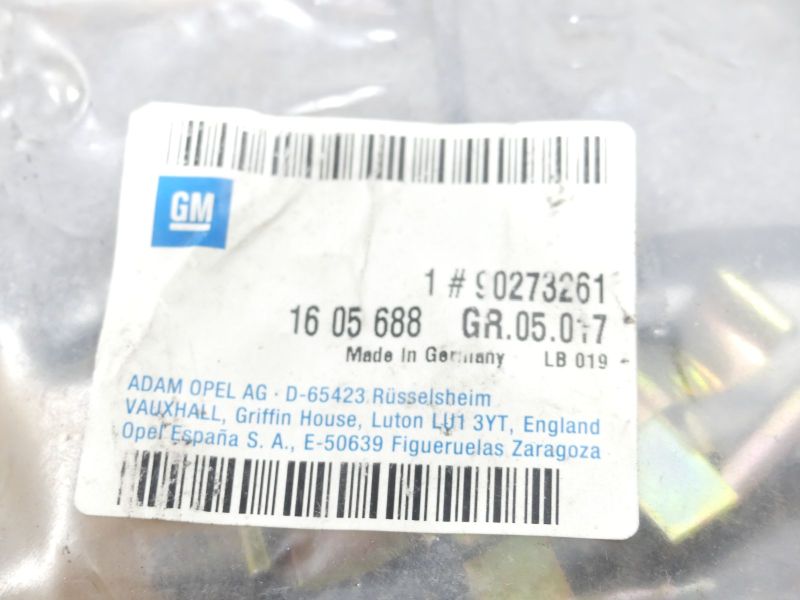 GM
1 # 90273261
16 05 688 GR.05.017
Made in Germany LB 019
ADAM OPEL AG · D-65423 Rüsselsheim
VAUXHALL, Griffin House, Luton LU1 3YT, England
Opel España S. A., E-50639 Figueruelas Zaragoza